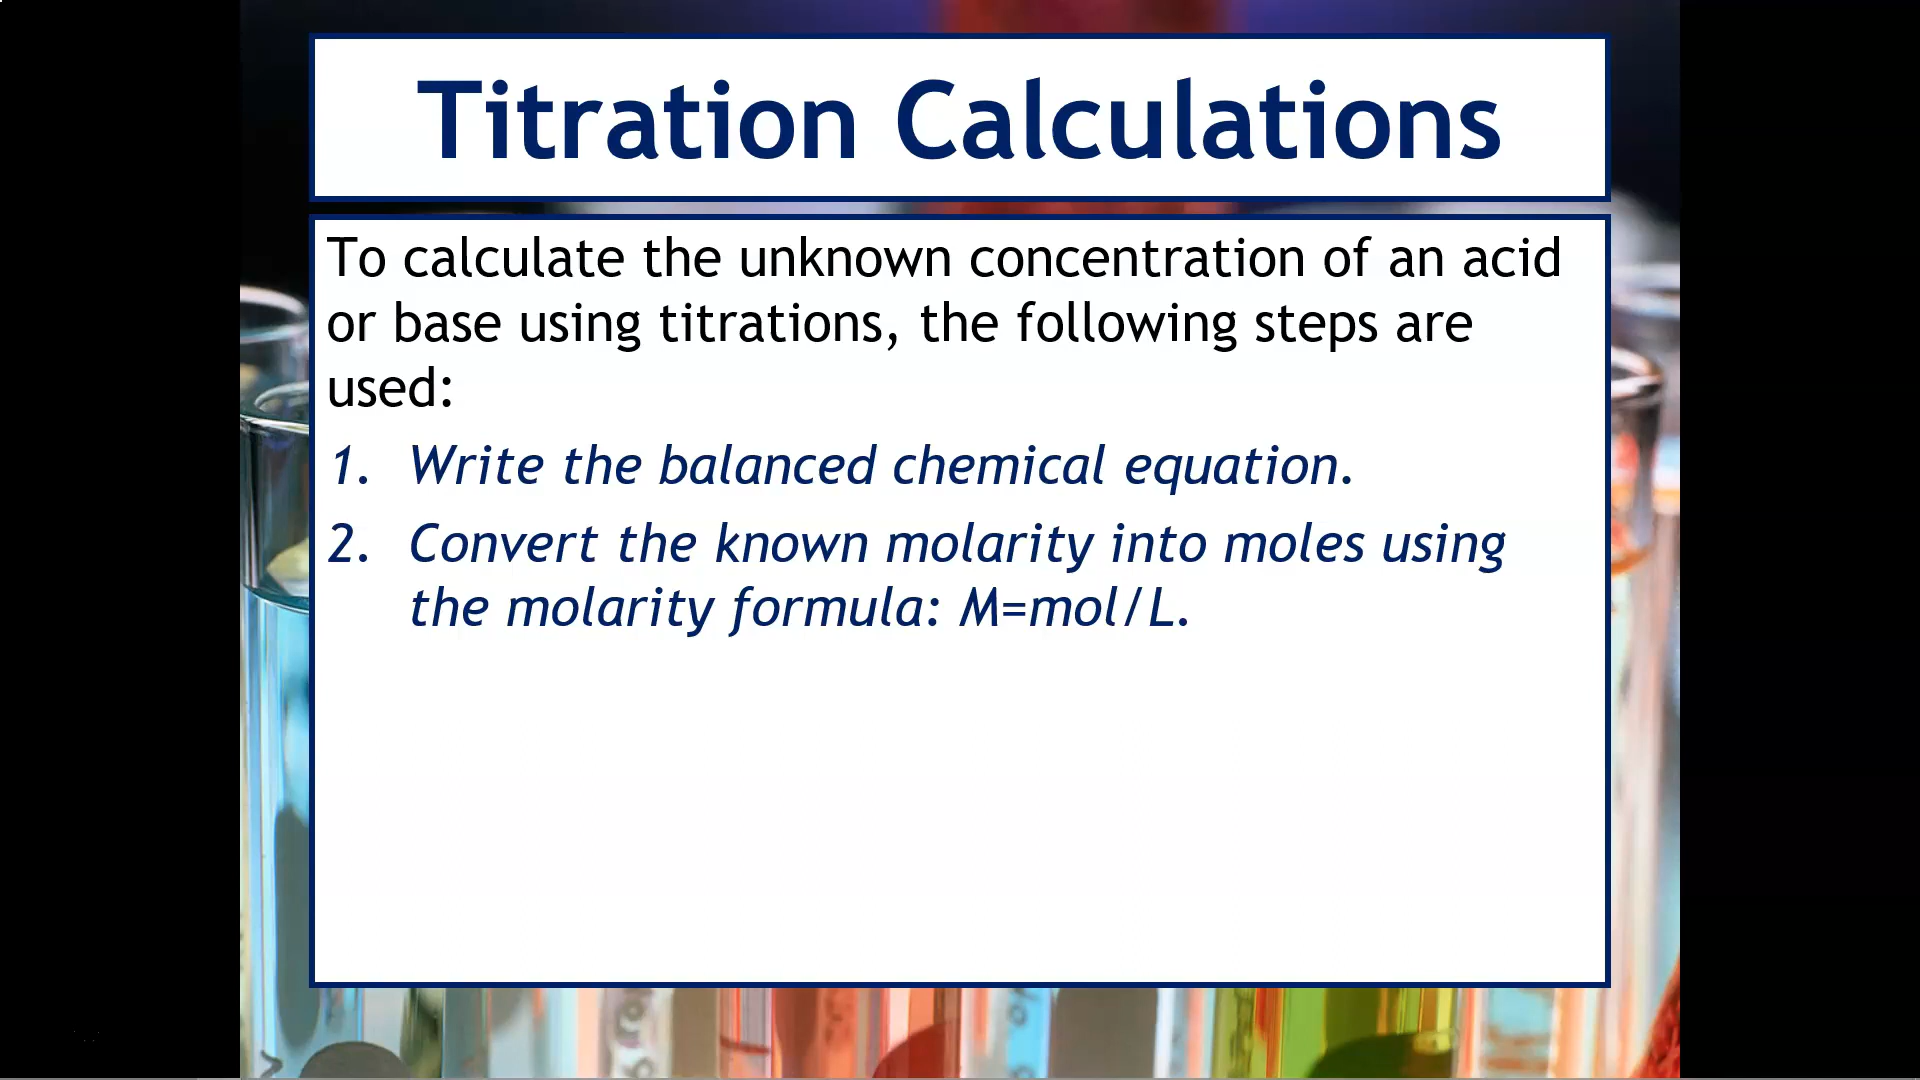 Titration Calculations
To calculate the unknown concentration of an acid
or base using titrations, the following steps are
used:
1. Write the balanced chemical equation.
2. Convert the known molarity into moles using
the molarity formula: M=mol/L.